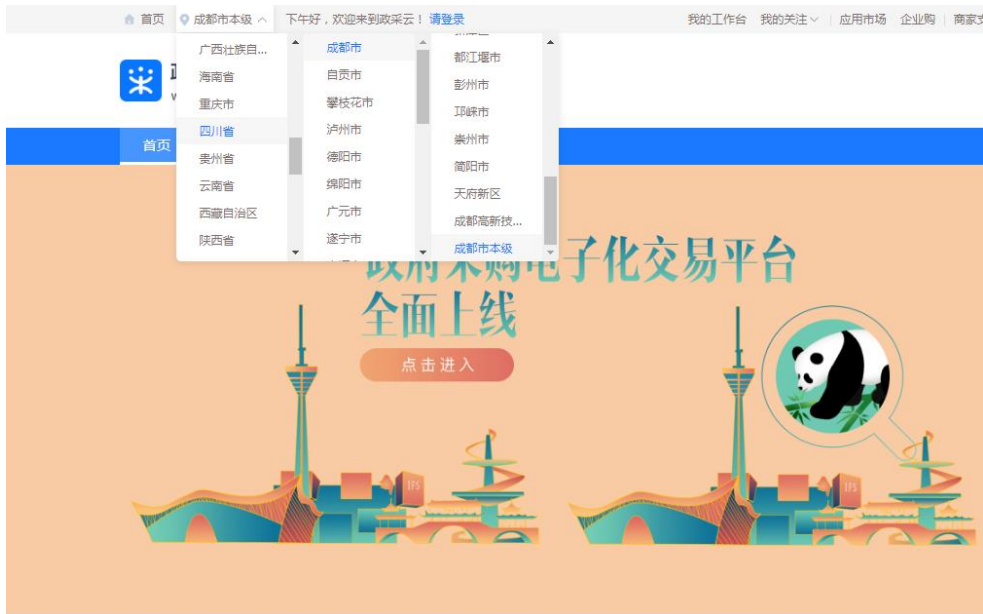 首页 成都市本级 下午好，欢迎来到政采云！请登录 我的工作台 我的关注 应用市场 企业购 商家支
广西壮族自...
海南省
重庆市
四川省
贵州省
云南省
西藏自治区
陕西省
成都市
自贡市
攀枝花市
泸州市
德阳市
绵阳市
广元市
遂宁市
都江堰市
彭州市
邛崃市
崇州市
简阳市
天府新区
成都高新技...
成都市本级
首页
政府采购电子化交易平台
全面上线
点击进入
IFS
IFS